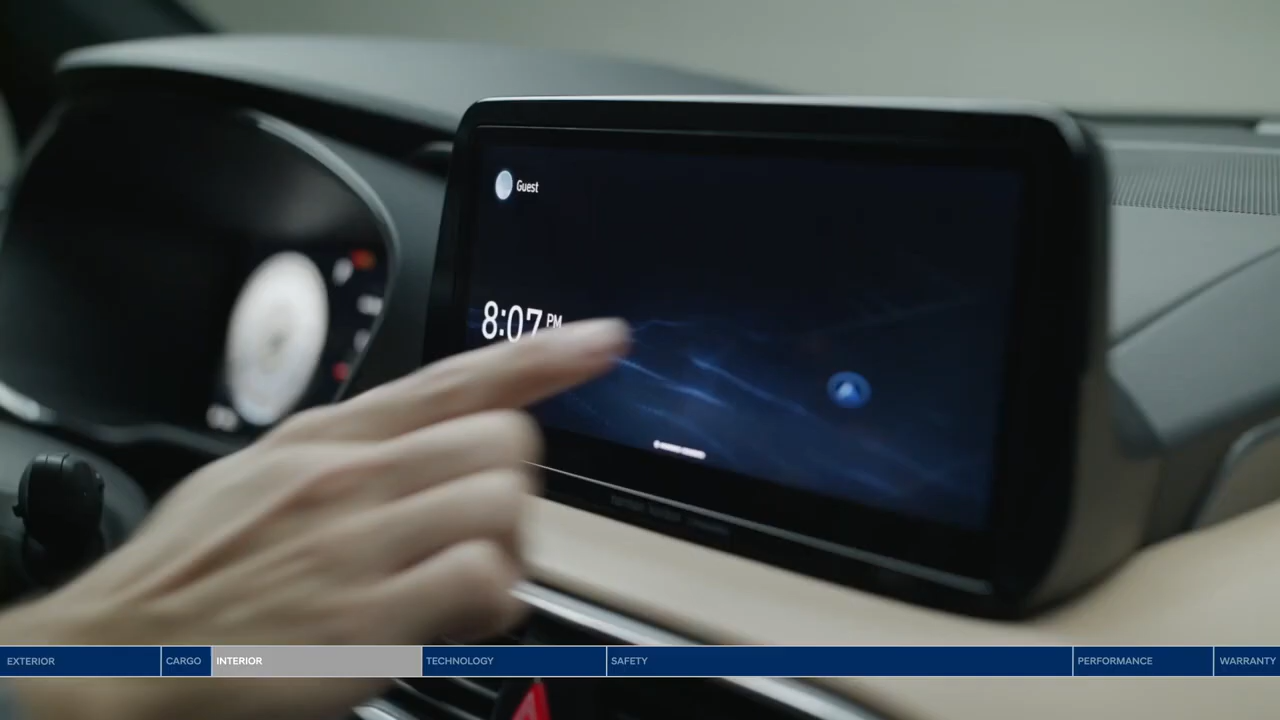 Guest
8:07 PM
EXTERIOR
CARGO
INTERIOR
TECHNOLOGY
SAFETY
PERFORMANCE
WARRANTY